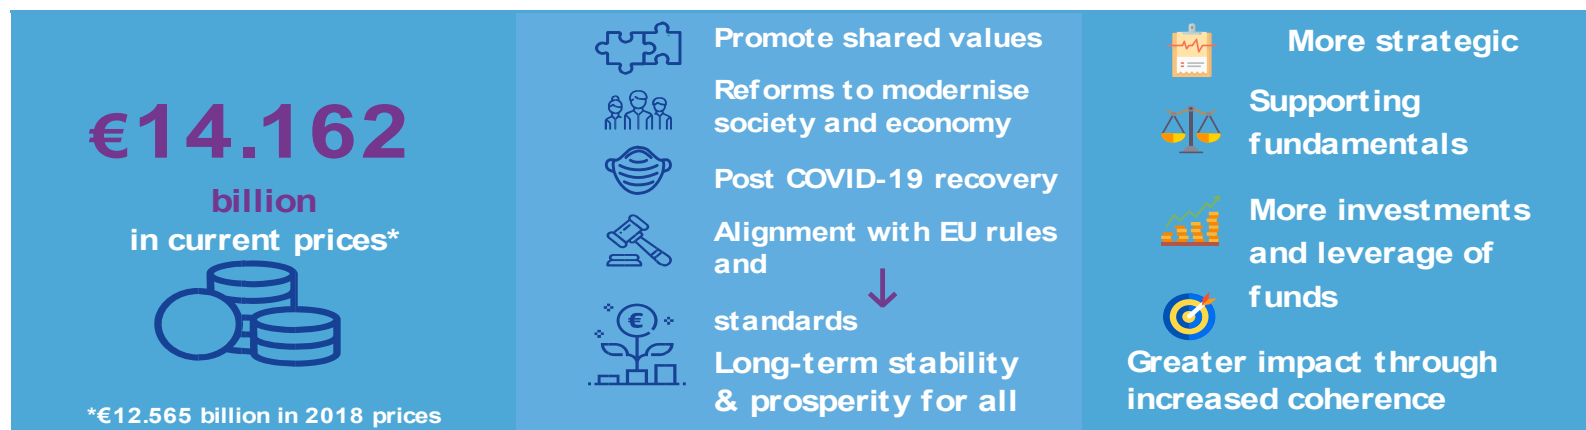 €14.162
billion
in current prices*
*€12.565 billion in 2018 prices
Promote shared values
Reforms to modernise
society and economy
Post COVID-19 recovery
Alignment with EU rules
and
standards
Long-term stability
& prosperity for all
More strategic
Supporting
fundamentals
More investments
and leverage of
funds
Greater impact through
increased coherence